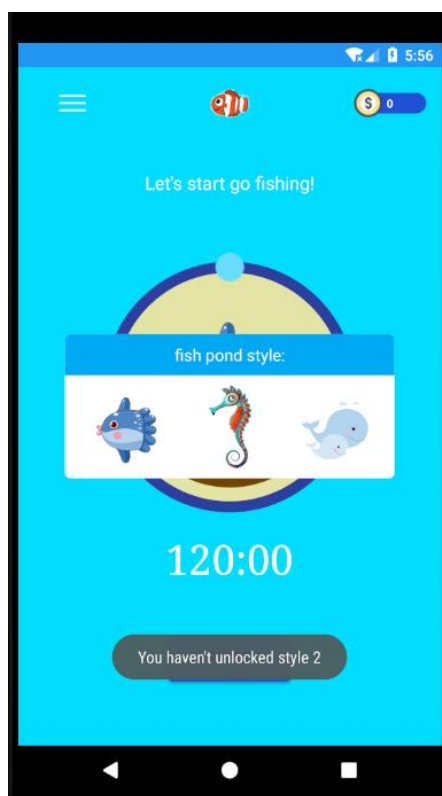 5:56
$ 0
Let's start go fishing!
fish pond style:
120:00
You haven't unlocked style 2